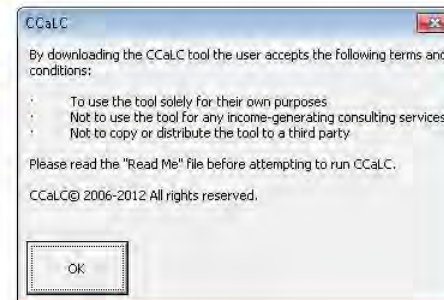 CCaLC
By downloading the CCaLC tool the user accepts the following terms and
conditions:
· To use the tool solely for their own purposes
· Not to use the tool for any income-generating consulting services
· Not to copy or distribute the tool to a third party
Please read the "Read Me" file before attempting to run CCaLC.
CCaLC© 2006-2012 All rights reserved.
OK